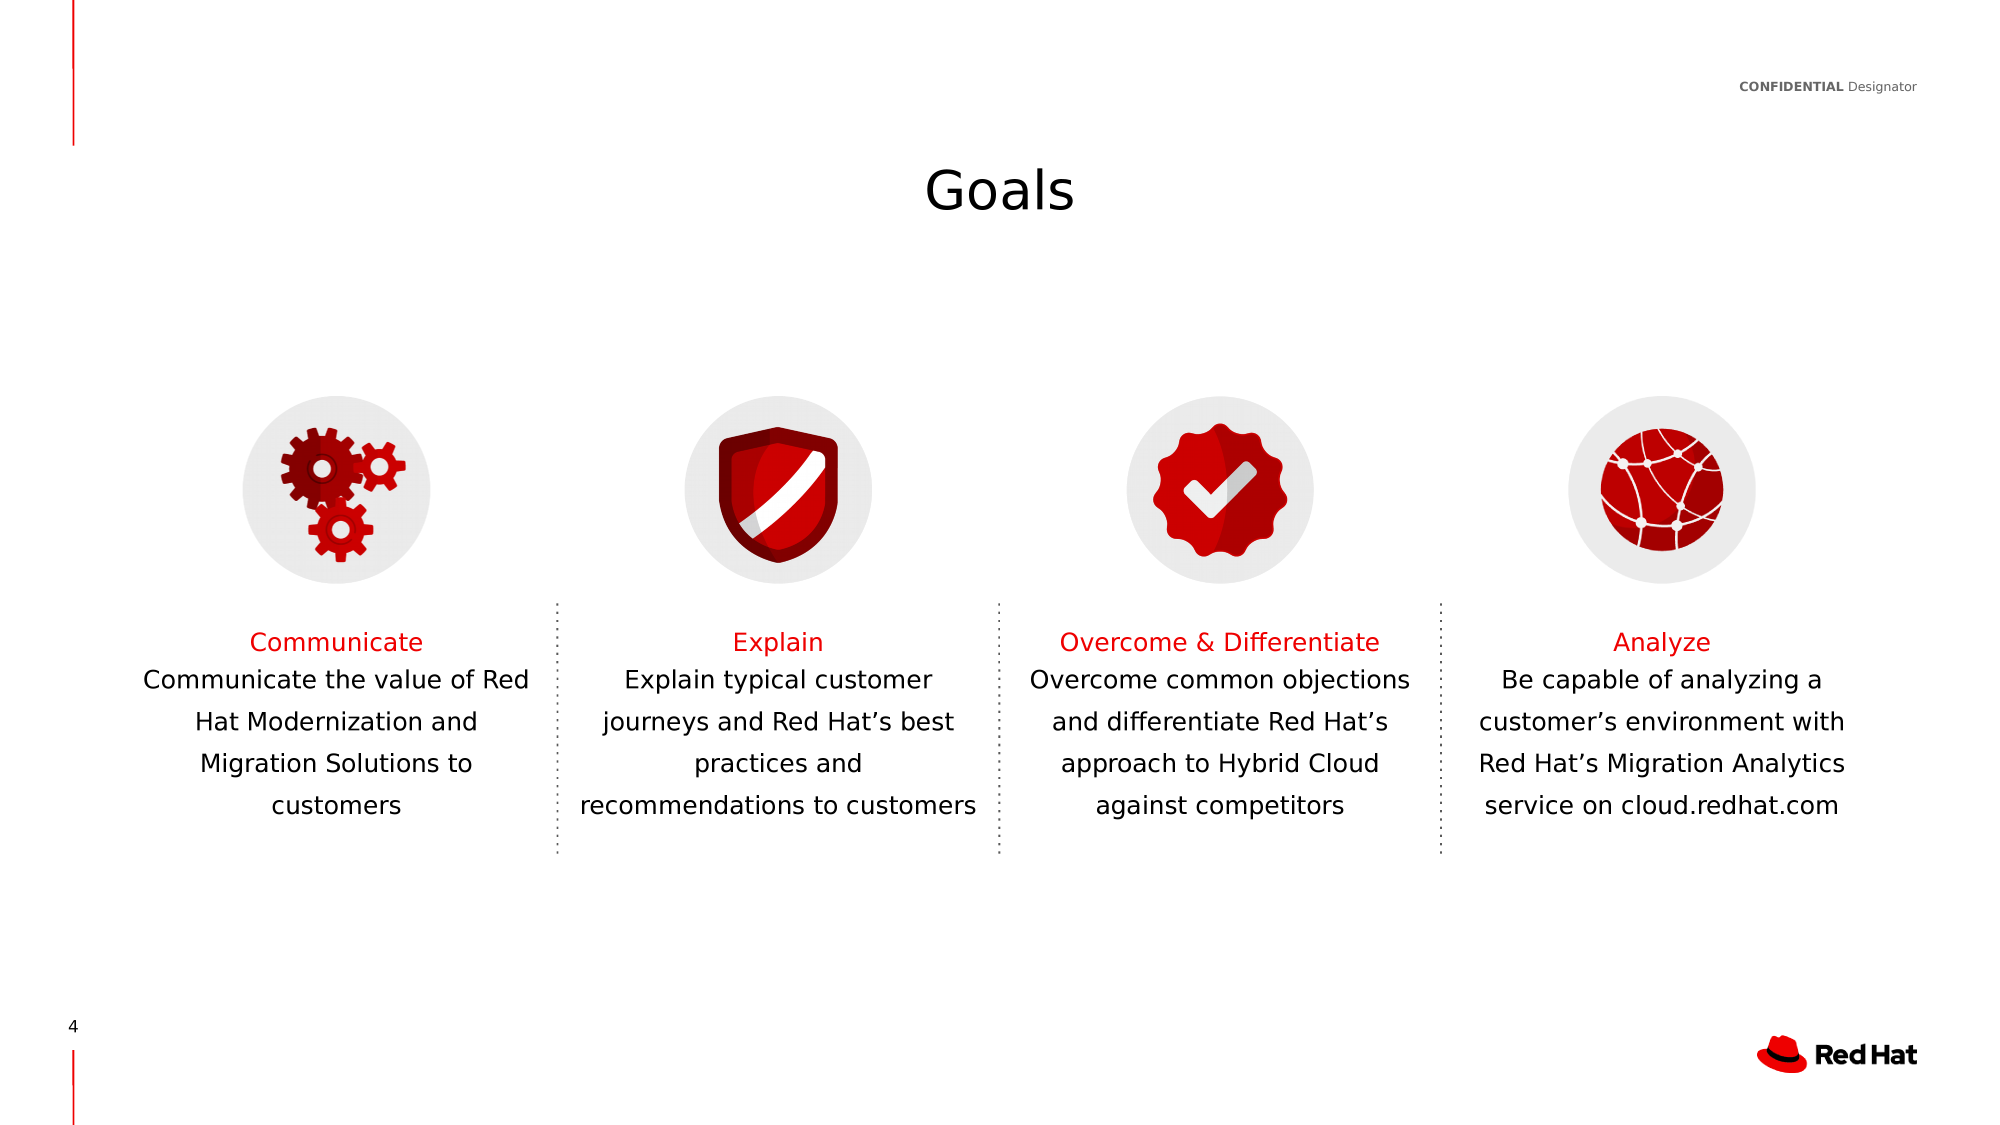 CONFIDENTIAL Designator
Goals
Communicate
Communicate the value of Red
Hat Modernization and
Migration Solutions to
customers
Explain
Explain typical customer
journeys and Red Hat’s best
practices and
recommendations to customers
Overcome & Differentiate
Overcome common objections
and differentiate Red Hat’s
approach to Hybrid Cloud
against competitors
Analyze
Be capable of analyzing a
customer’s environment with
Red Hat’s Migration Analytics
service on cloud.redhat.com
4
Red Hat